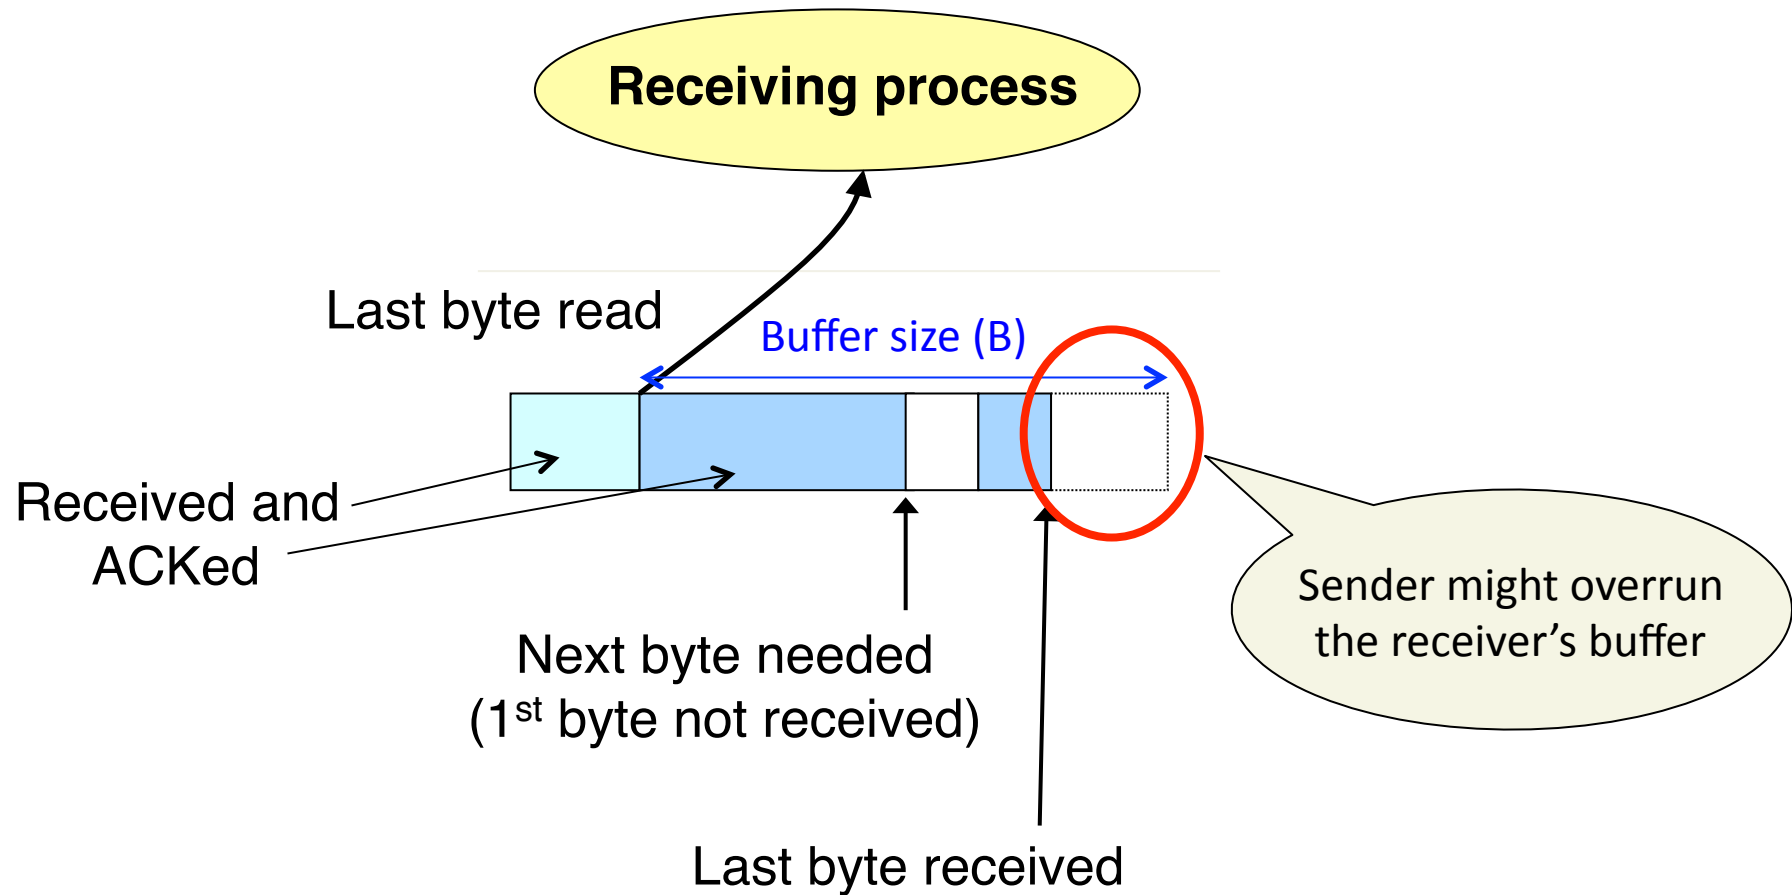 Receiving process
Last byte read
Buffer size (B)
Received and
ACKed
Sender might overrun
the receiver’s buffer
Next byte needed
(1st byte not received)
Last byte received